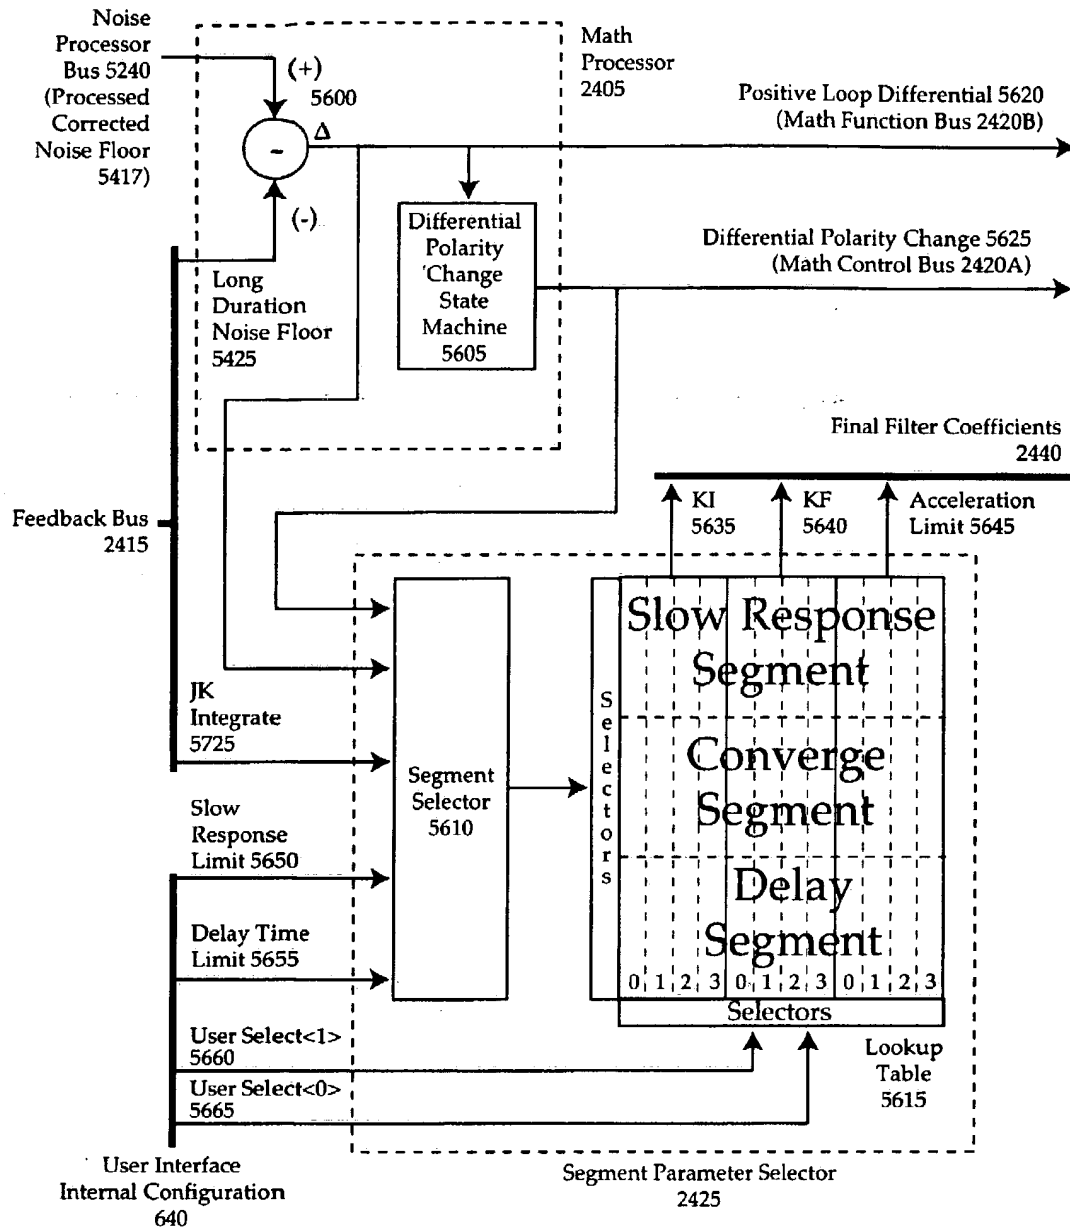 Noise
Processor
Bus 5240
(Processed
Corrected
Noise Floor
5417)
(+)
5600
Δ
-
(-)
Math
Processor
2405
Positive Loop Differential 5620
(Math Function Bus 2420B)
Differential
Polarity
Change
State
Machine
5605
Differential Polarity Change 5625
(Math Control Bus 2420A)
Long
Duration
Noise Floor
5425
Final Filter Coefficients
2440
KI
5635
KF
5640
Acceleration
Limit 5645
Feedback Bus
2415
JK
Integrate
5725
Segment
Selector
5610
Selectors
Slow Response
Segment
Converge
Segment
Delay
Segment
0 1 2 3 0 1 2 3 0 1 2 3
Selectors
Slow
Response
Limit 5650
Delay Time
Limit 5655
User Select<1>
5660
User Select<0>
5665
Lookup
Table
5615
User Interface
Internal Configuration
640
Segment Parameter Selector
2425